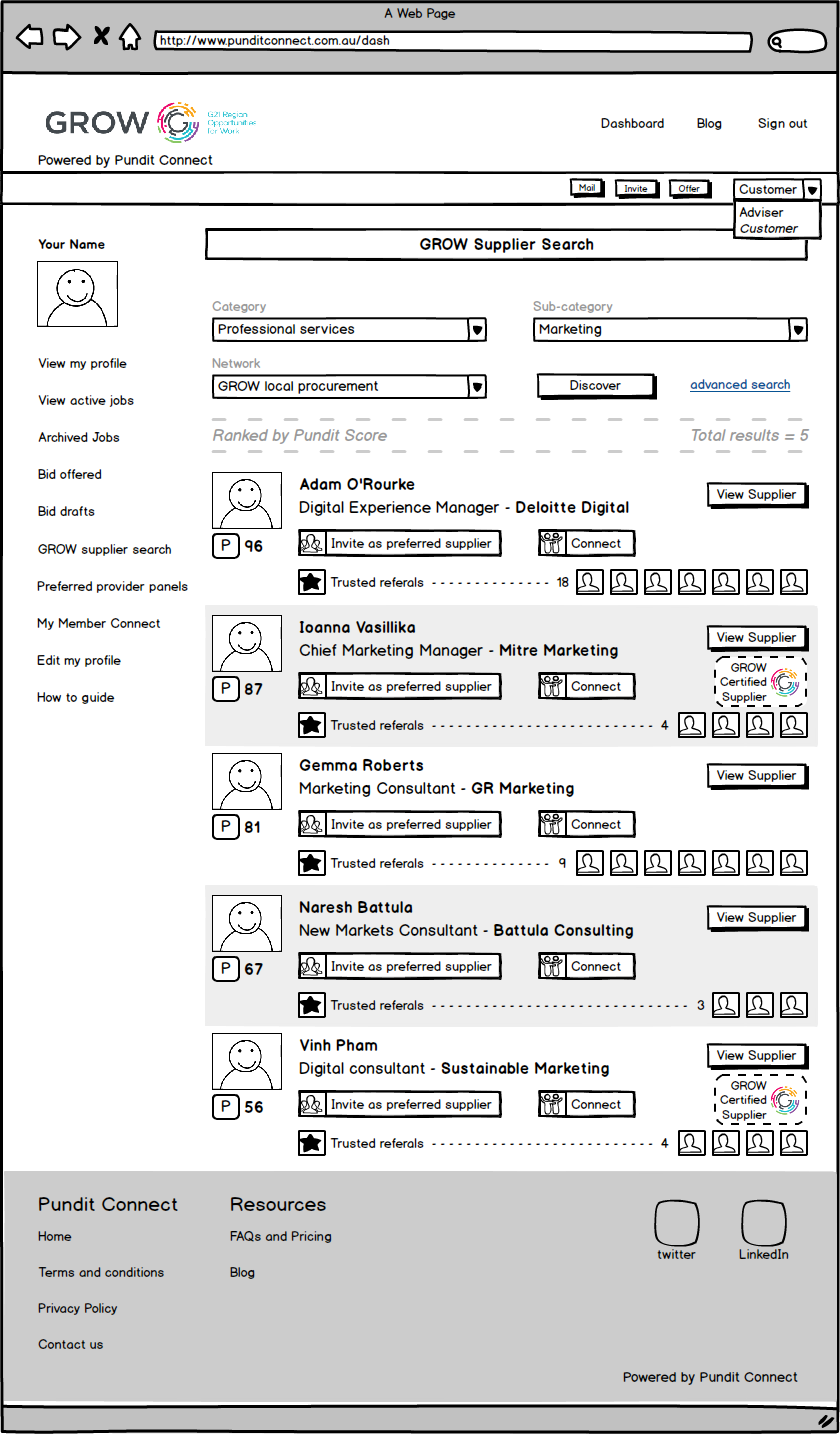 A Web Page
http://www.punditconnect.com.au/dash
GROW
G21 Region
Opportunities
for Work
Powered by Pundit Connect
Dashboard Blog Sign out
Mail Invite Offer Customer
Adviser
Customer
Your Name
View my profile
View active jobs
Archived Jobs
Bid offered
Bid drafts
GROW supplier search
Preferred provider panels
My Member Connect
Edit my profile
How to guide
GROW Supplier Search
Category Sub-category
Professional services Marketing
Network
GROW local procurement Discover advanced search
Ranked by Pundit Score Total results = 5
Adam O'Rourke
Digital Experience Manager - Deloitte Digital
View Supplier
P 96
Invite as preferred supplier Connect
Trusted referals - - - - - - - - - - - - - - 18
Ioanna Vasillika
Chief Marketing Manager - Mitre Marketing
View Supplier
GROW
Certified
Supplier
P 87
Invite as preferred supplier Connect
Trusted referals - - - - - - - - - - - - - - - - - - - - - - - - - - - 4
Gemma Roberts
Marketing Consultant - GR Marketing
View Supplier
P 81
Invite as preferred supplier Connect
Trusted referals - - - - - - - - - - - - - - 9
Naresh Battula
New Markets Consultant - Battula Consulting
View Supplier
P 67
Invite as preferred supplier Connect
Trusted referals - - - - - - - - - - - - - - - - - - - - - - - - - - - - - - - 3
Vinh Pham
Digital consultant - Sustainable Marketing
View Supplier
GROW
Certified
Supplier
P 56
Invite as preferred supplier Connect
Trusted referals - - - - - - - - - - - - - - - - - - - - - - - - - - - 4
Pundit Connect
Home
Terms and conditions
Privacy Policy
Contact us
Resources
FAQs and Pricing
Blog
twitter LinkedIn
Powered by Pundit Connect